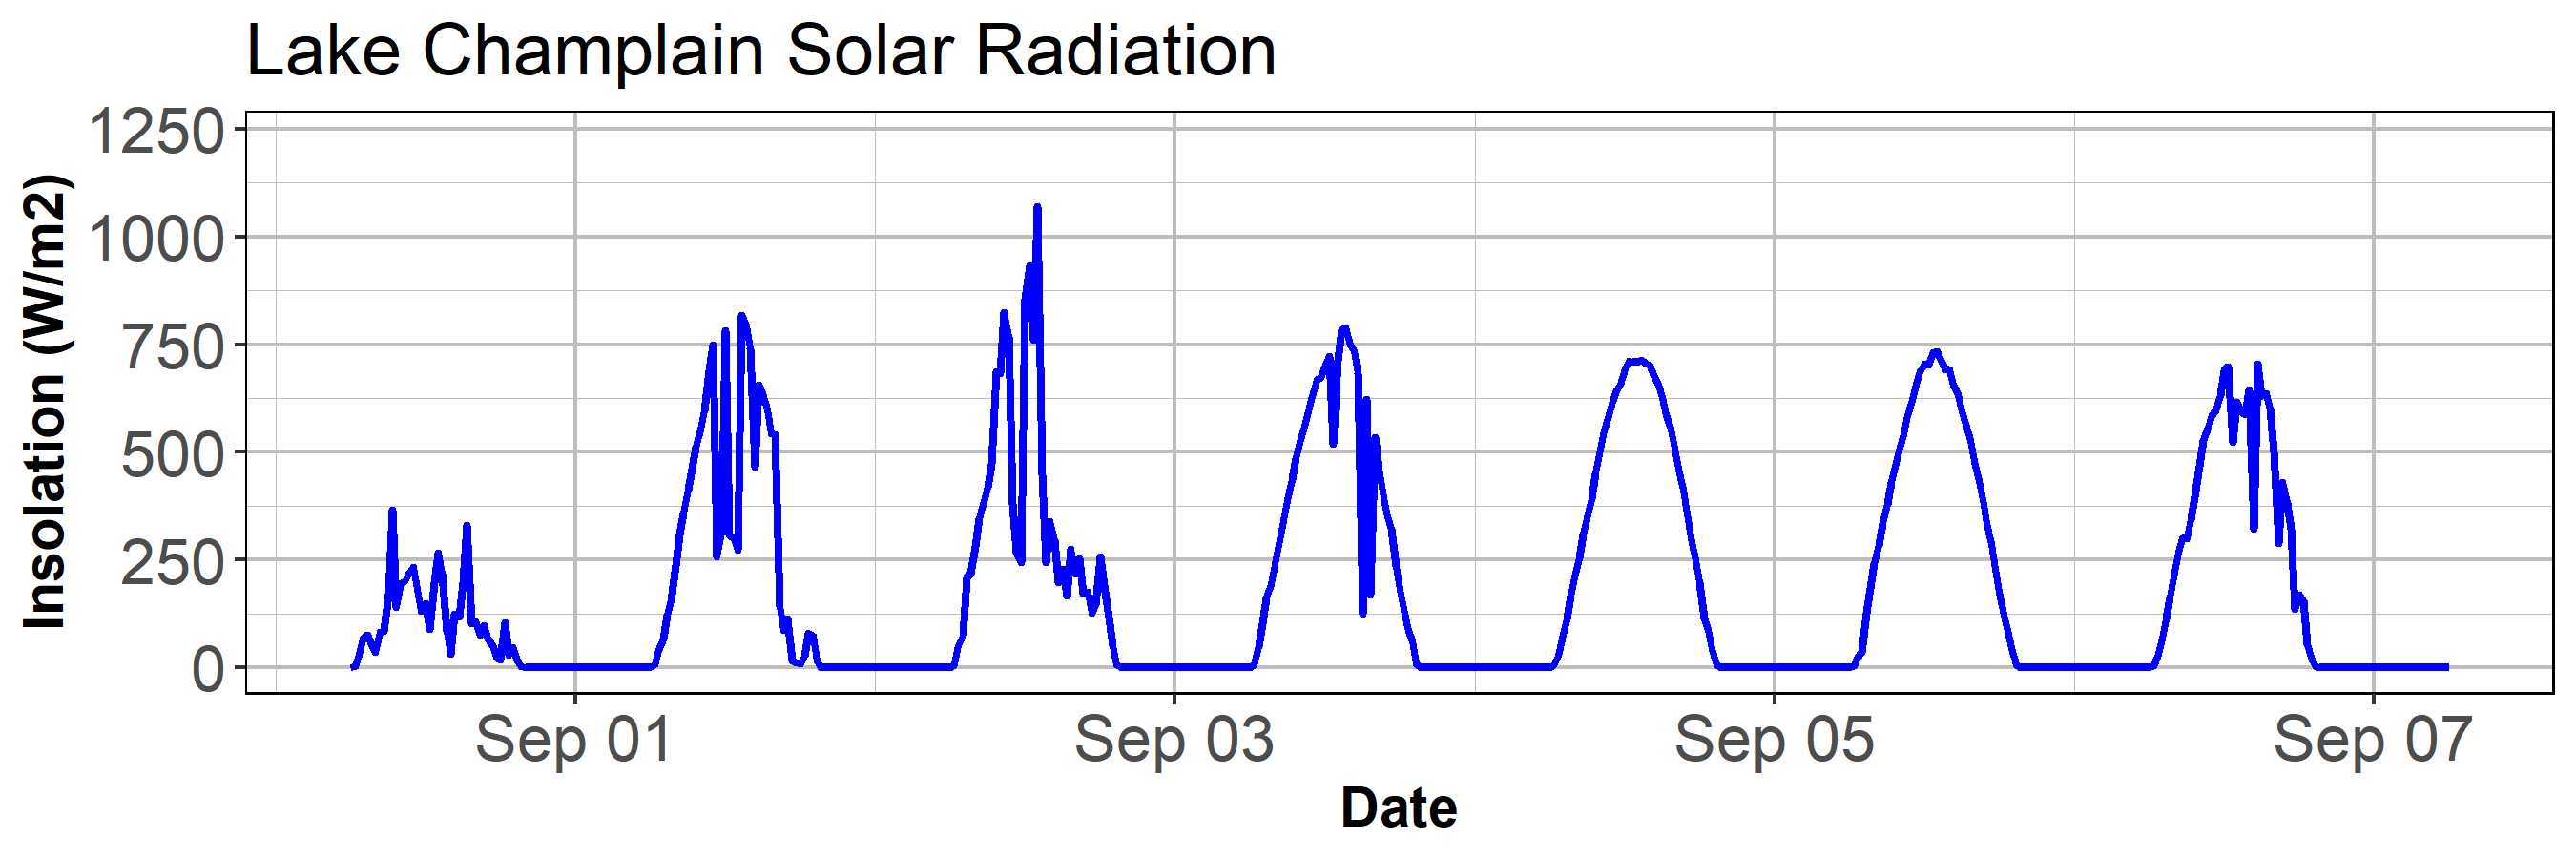 Lake Champlain Solar Radiation
Insolation (W/m2)
1250
1000
750
500
250
0
Sep 01 Sep 03 Sep 05 Sep 07
Date